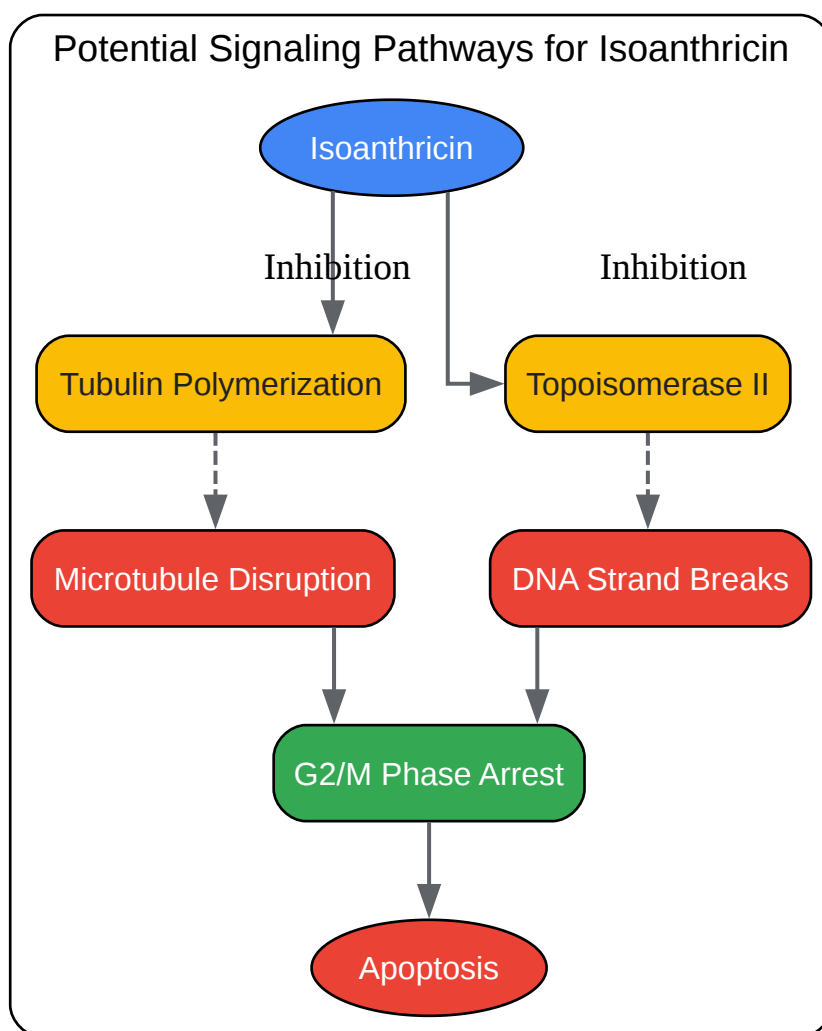 Potential Signaling Pathways for Isoanthricin
Isoanthricin
Inhibition
Inhibition
Tubulin Polymerization
Topoisomerase II
Microtubule Disruption
DNA Strand Breaks
G2/M Phase Arrest
Apoptosis